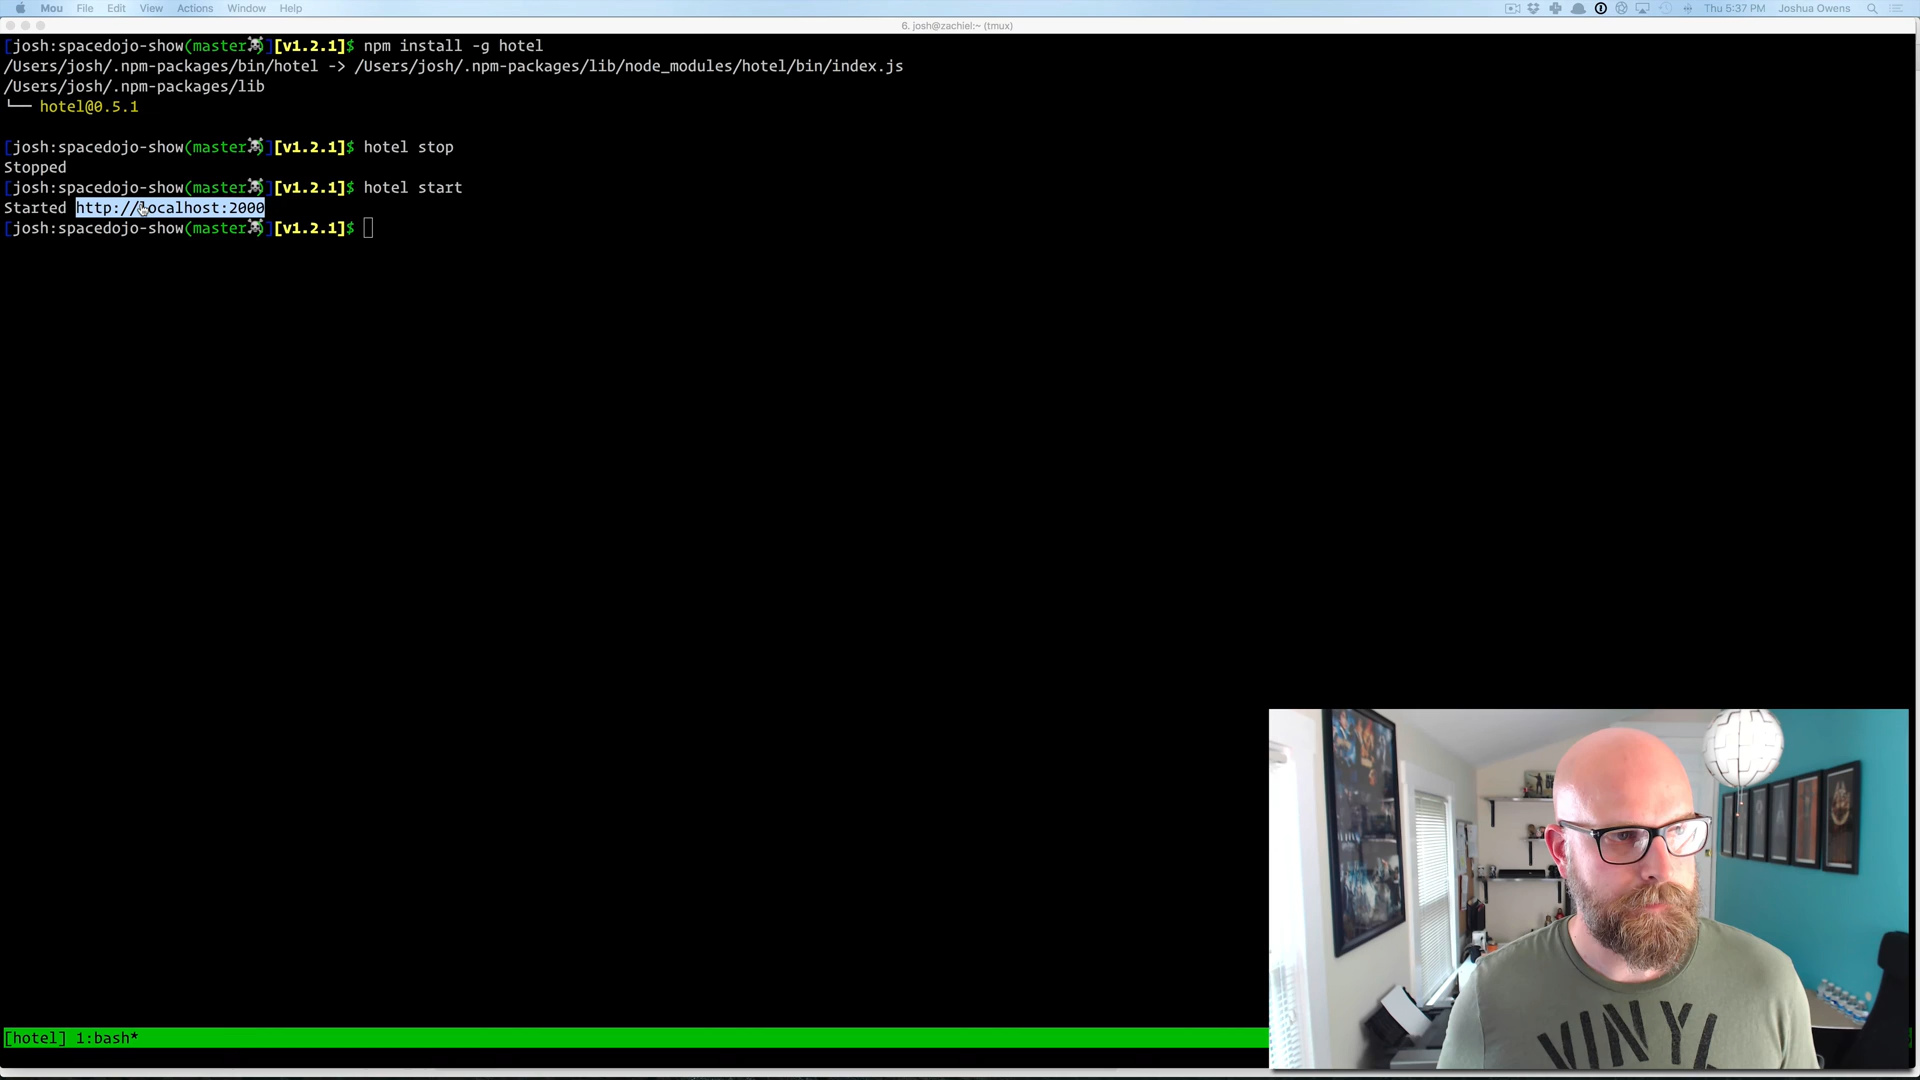 Mou File Edit View Actions Window Help Thu 5:37 PM Joshua Owens
6. josh@zachiel:~ (tmux)
[josh:spacedojo-show(master☠)][v1.2.1]$ npm install -g hotel
/Users/josh/.npm-packages/bin/hotel -> /Users/josh/.npm-packages/lib/node_modules/hotel/bin/index.js
/Users/josh/.npm-packages/lib
└── hotel@0.5.1
[josh:spacedojo-show(master☠)][v1.2.1]$ hotel stop
Stopped
[josh:spacedojo-show(master☠)][v1.2.1]$ hotel start
Started http://localhost:2000
[josh:spacedojo-show(master☠)][v1.2.1]$
VINYL
[hotel] 1:bash*